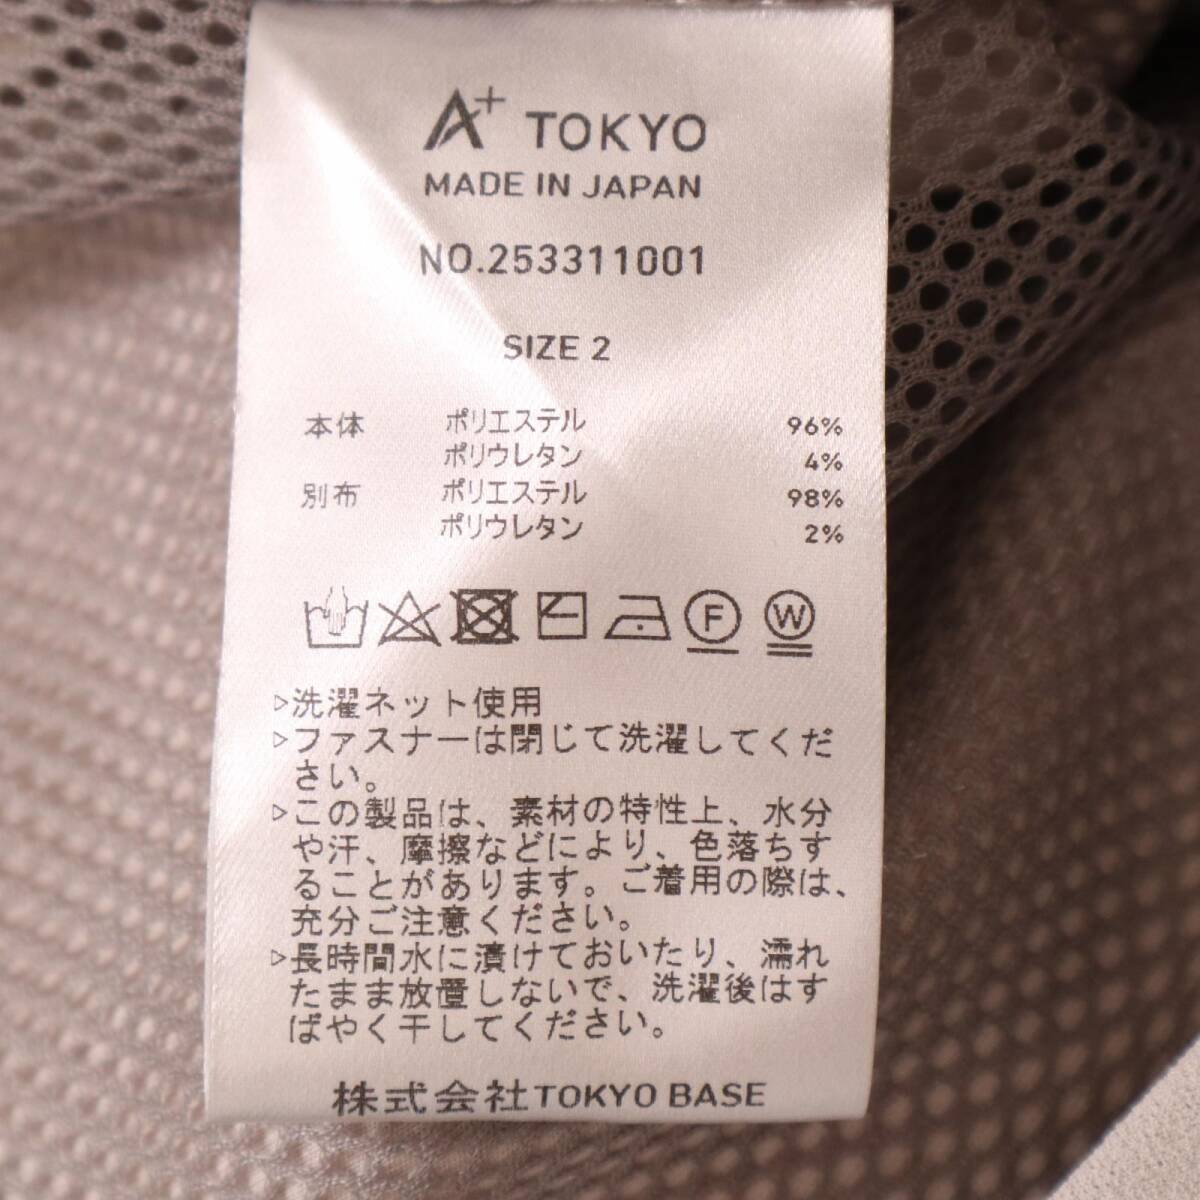 A+ TOKYO
MADE IN JAPAN
NO.253311001
SIZE 2
本体 ポリエステル 96%
ポリウレタン 4%
別布 ポリエステル 98%
ポリウレタン 2%
F W
▷洗濯ネット使用
▷ファスナーは閉じて洗濯してくだ
さい。
▷この製品は、素材の特性上、水分
や汗、摩擦などにより、色落ちす
ることがあります。ご着用の際は、
充分ご注意ください。
▷長時間水に漬けておいたり、濡れ
たまま放置しないで、洗濯後はす
ばやく干してください。
株式会社TOKYO BASE